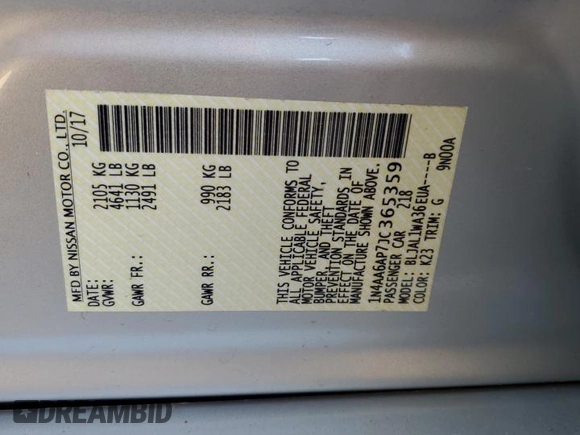 MFD BY NISSAN MOTOR CO., LTD.
DATE: 10/17
GVWR: 2105 KG
4641 LB
GAWR FR.: 1130 KG
2491 LB
GAWR RR.: 990 KG
2183 LB
THIS VEHICLE CONFORMS TO
ALL APPLICABLE FEDERAL
MOTOR VEHICLE SAFETY,
BUMPER, AND THEFT
PREVENTION STANDARDS IN
EFFECT ON THE DATE OF
MANUFACTURE SHOWN ABOVE.
1N4AA6AP7JC365359
PASSENGER CAR 218
MODEL: BLJAL1WA36EUA----B
COLOR: K23 TRIM: G 9N00A
DREAMBID